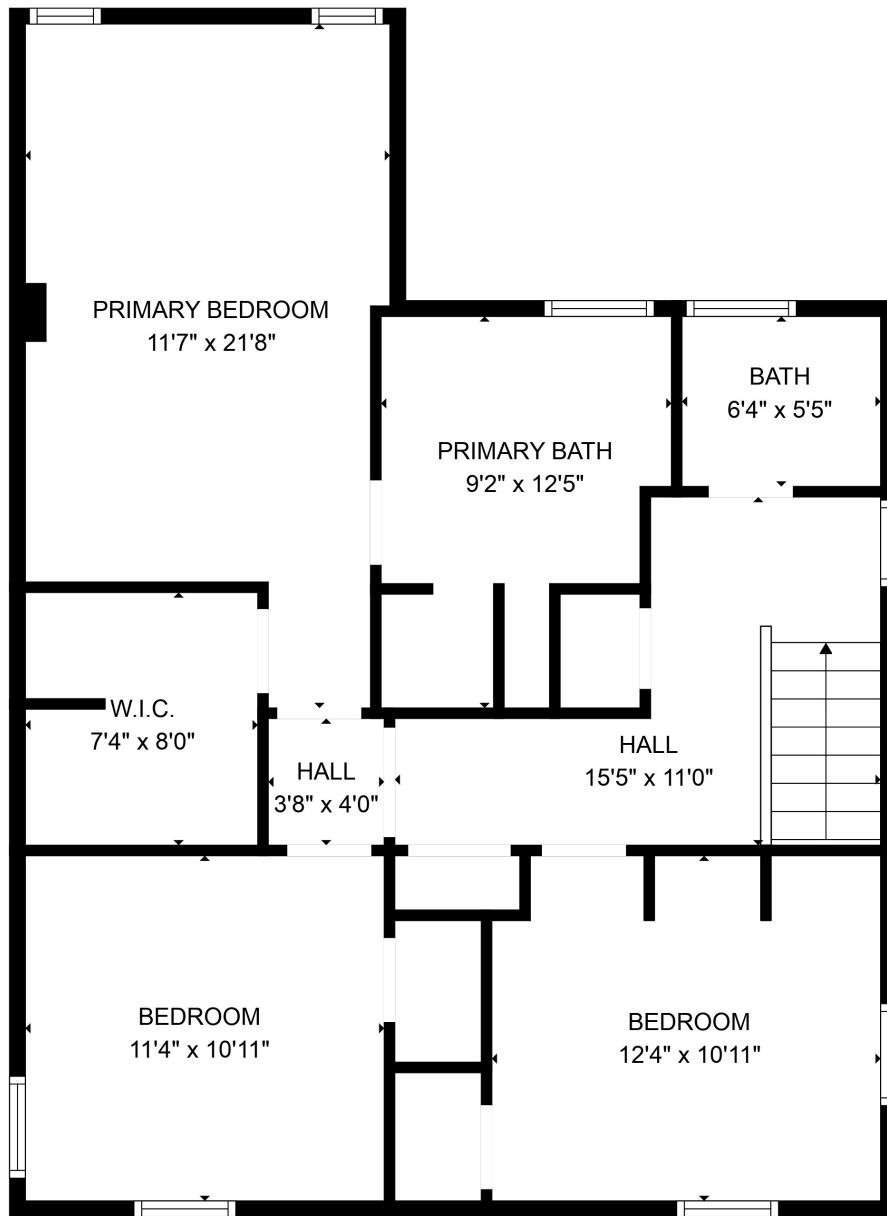 PRIMARY BEDROOM
11'7" x 21'8"
BATH
6'4" x 5'5"
PRIMARY BATH
9'2" x 12'5"
W.I.C.
7'4" x 8'0"
HALL
3'8" x 4'0"
HALL
15'5" x 11'0"
BEDROOM
11'4" x 10'11"
BEDROOM
12'4" x 10'11"